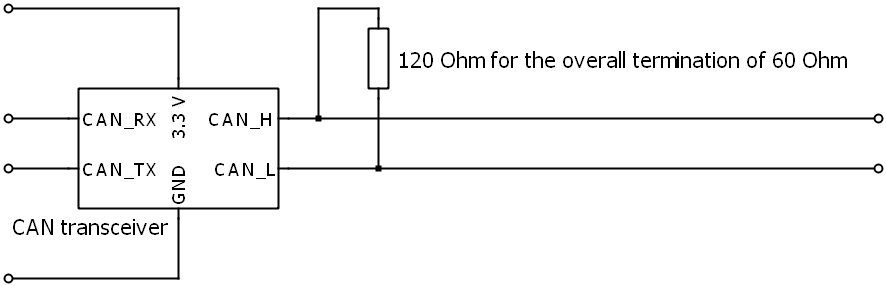 120 Ohm for the overall termination of 60 Ohm
CAN_RX
3.3 V
CAN_H
CAN_TX
GND
CAN_L
CAN transceiver